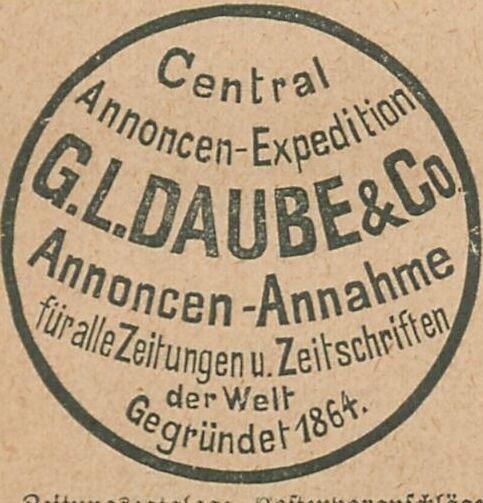 Central
Annoncen-Expedition
G.L.DAUBE & Co.
Annoncen-Annahme
für alle Zeitungen u. Zeitschriften
der Welt
Gegründet 1864.